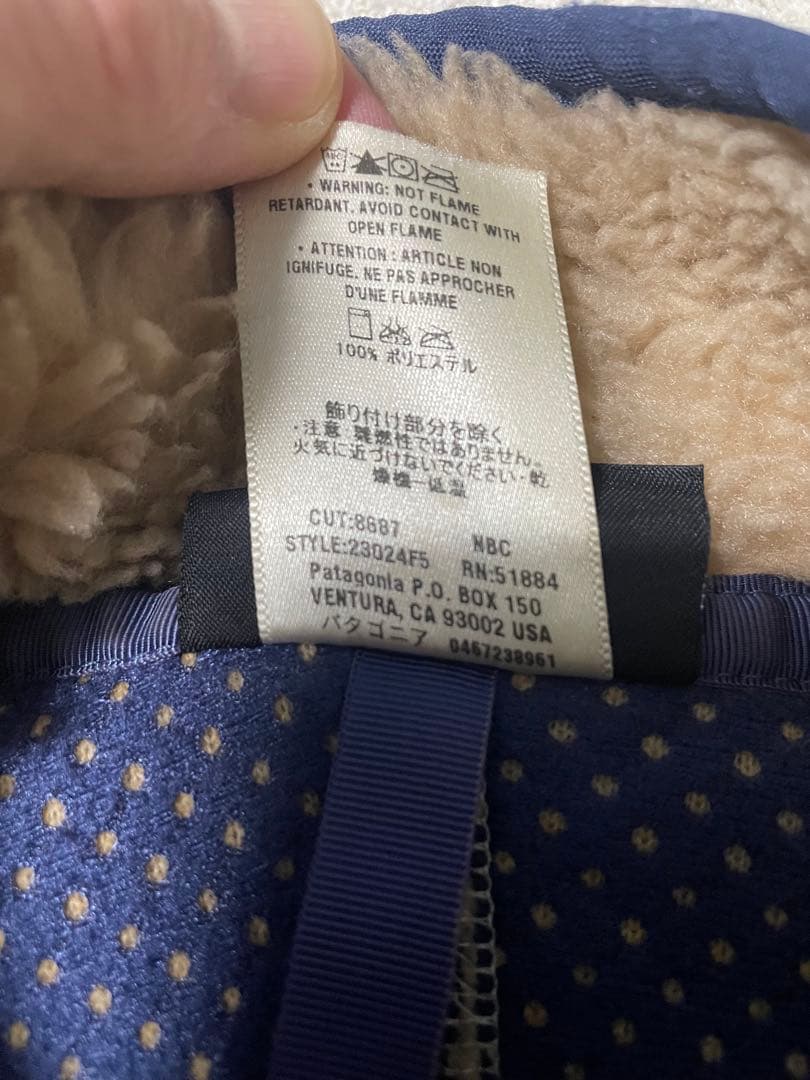 • WARNING: NOT FLAME
RETARDANT. AVOID CONTACT WITH
OPEN FLAME
• ATTENTION : ARTICLE NON
IGNIFUGE. NE PAS APPROCHER
D'UNE FLAMME
100% ポリエステル
飾り付け部分を除く
・注意 難燃性ではありません。
火気に近づけないでください・乾
燥機一低温
CUT:8687 NBC
STYLE:23024F5 RN:51884
Patagonia P.O. BOX 150
VENTURA, CA 93002 USA
パタゴニア 0467238961